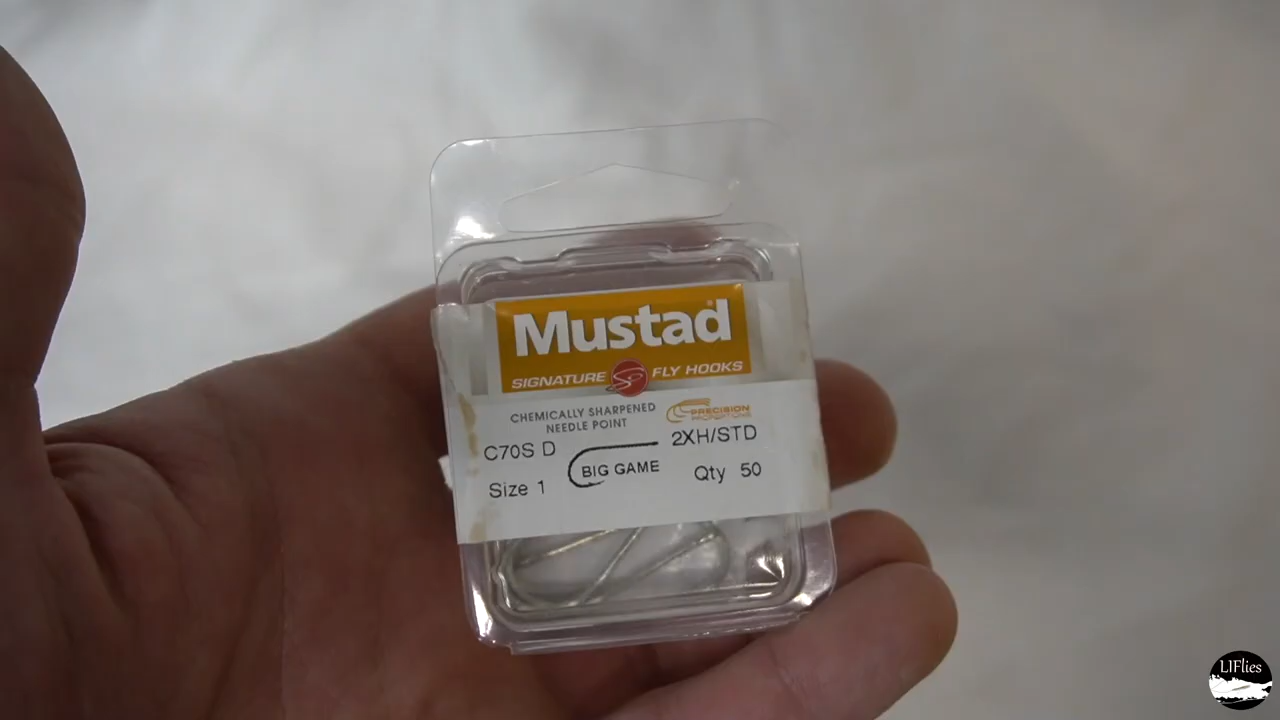 Mustad
SIGNATURE FLY HOOKS
CHEMICALLY SHARPENED
NEEDLE POINT
PRECISION
C70S D
2XH/STD
BIG GAME
Size 1
Qty 50
LIFlies